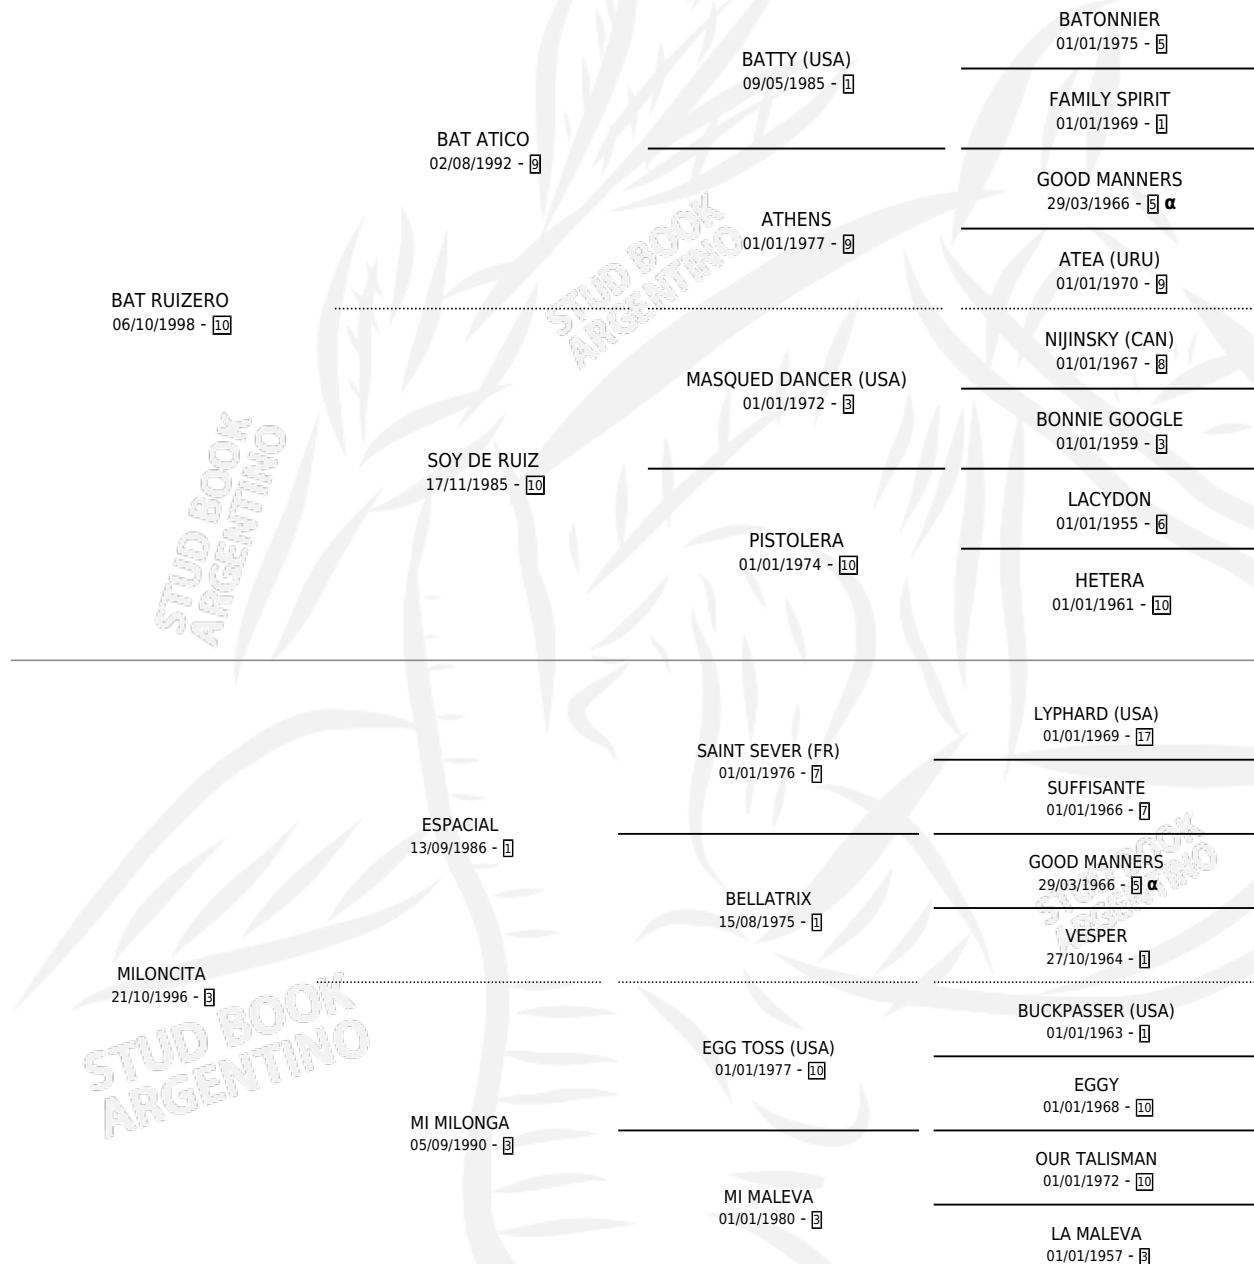 BATONNIER
01/01/1975 - 5
BATTY (USA)
09/05/1985 - 1
FAMILY SPIRIT
01/01/1969 - 1
BAT ATICO
02/08/1992 - 9
GOOD MANNERS
29/03/1966 - 5 α
ATHENS
01/01/1977 - 9
ATEA (URU)
01/01/1970 - 9
BAT RUIZERO
06/10/1998 - 10
NIJINSKY (CAN)
01/01/1967 - 8
MASQUED DANCER (USA)
01/01/1972 - 3
BONNIE GOOGLE
01/01/1959 - 3
SOY DE RUIZ
17/11/1985 - 10
LACYDON
01/01/1955 - 6
PISTOLERA
01/01/1974 - 10
HETERA
01/01/1961 - 10
STUD BOOK
ARGENTINO
STUD BOOK
ARGENTINO
LYPHARD (USA)
01/01/1969 - 17
SAINT SEVER (FR)
01/01/1976 - 7
SUFFISANTE
01/01/1966 - 7
ESPACIAL
13/09/1986 - 1
GOOD MANNERS
29/03/1966 - 5 α
BELLATRIX
15/08/1975 - 1
VESPER
27/10/1964 - 1
MILONCITA
21/10/1996 - 3
BUCKPASSER (USA)
01/01/1963 - 1
EGG TOSS (USA)
01/01/1977 - 10
EGGY
01/01/1968 - 10
MI MILONGA
05/09/1990 - 3
OUR TALISMAN
01/01/1972 - 10
MI MALEVA
01/01/1980 - 3
LA MALEVA
01/01/1957 - 3
STUD BOOK
ARGENTINO
STUD BOOK
ARGENTINO